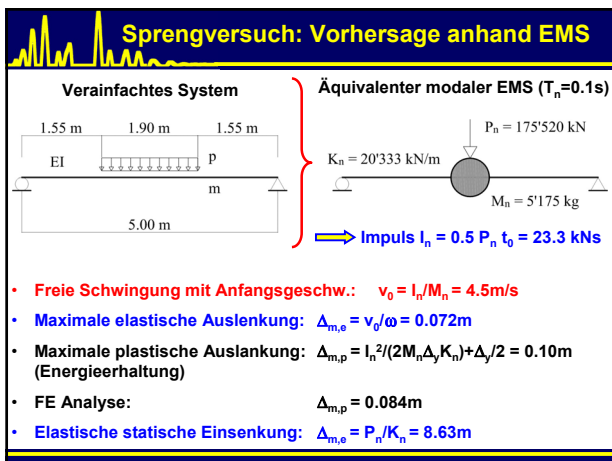 Sprengversuch: Vorhersage anhand EMS
Verainfachtes System
Äquivalenter modaler EMS (Tn=0.1s)
1.55 m 1.90 m 1.55 m
EI
p
m
5.00 m
Pn = 175'520 kN
Kn = 20'333 kN/m
Mn = 5'175 kg
Impuls In = 0.5 Pn t0 = 23.3 kNs
• Freie Schwingung mit Anfangsgeschw.: v0 = In/Mn = 4.5m/s
• Maximale elastische Auslenkung: Δm,e = v0/ω = 0.072m
• Maximale plastische Auslankung: Δm,p = In²/(2MnΔyKn)+Δy/2 = 0.10m
(Energieerhaltung)
• FE Analyse: Δm,p = 0.084m
• Elastische statische Einsenkung: Δm,e = Pn/Kn = 8.63m